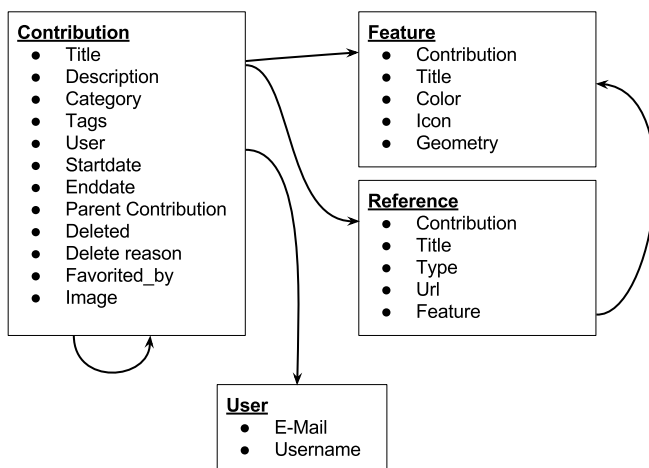 Contribution
● Title
● Description
● Category
● Tags
● User
● Startdate
● Enddate
● Parent Contribution
● Deleted
● Delete reason
● Favorited_by
● Image
Feature
● Contribution
● Title
● Color
● Icon
● Geometry
Reference
● Contribution
● Title
● Type
● Url
● Feature
User
● E-Mail
● Username